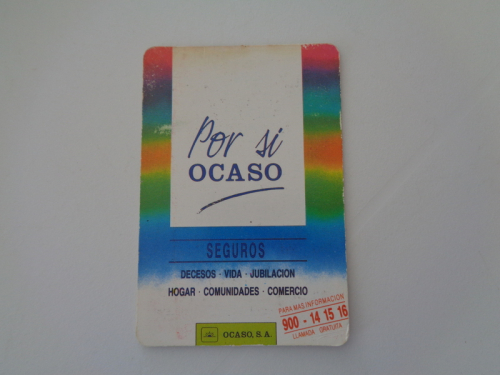 Por si
OCASO
SEGUROS
DECESOS · VIDA · JUBILACION
HOGAR · COMUNIDADES · COMERCIO
PARA MAS INFORMACION
900 - 14 15 16
LLAMADA GRATUITA
OCASO, S.A.